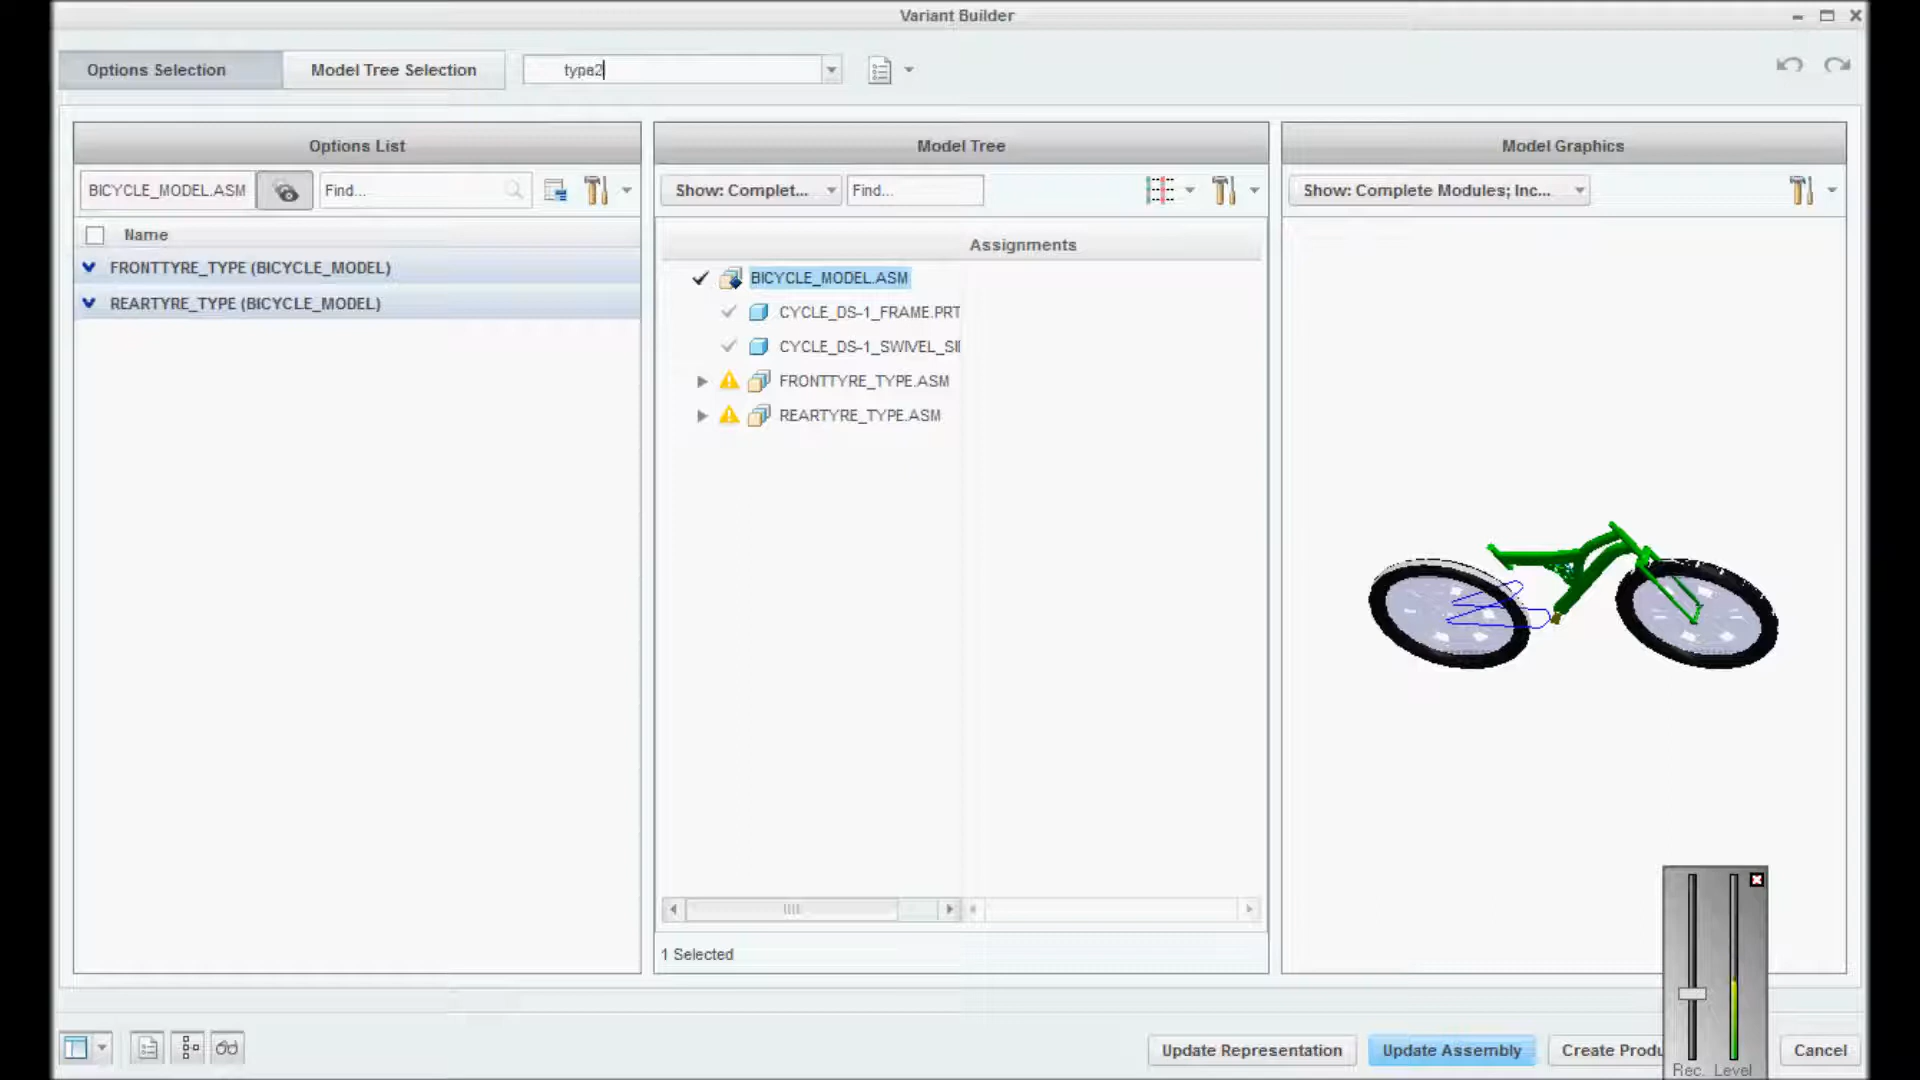 Variant Builder
Options Selection
Model Tree Selection
type2
Options List
Model Tree
Model Graphics
BICYCLE_MODEL.ASM
Find...
Show: Complet...
Find...
Show: Complete Modules; Inc...
Name
Assignments
FRONTTYRE_TYPE (BICYCLE_MODEL)
REARTYRE_TYPE (BICYCLE_MODEL)
BICYCLE_MODEL.ASM
CYCLE_DS-1_FRAME.PRT
CYCLE_DS-1_SWIVEL_SI
FRONTTYRE_TYPE.ASM
REARTYRE_TYPE.ASM
1 Selected
Update Representation
Update Assembly
Create Produ
Cancel
Rec. Level